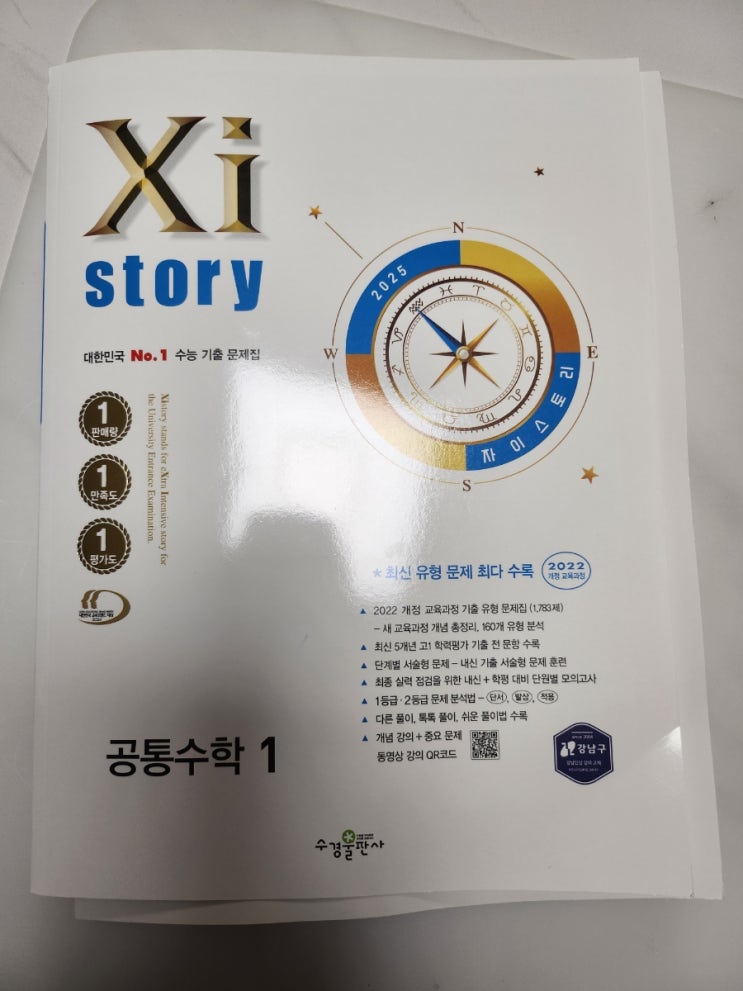 Xi
story
대한민국 No.1 수능 기출 문제집
1
판매량
1
만족도
1
평가도
Xistory stands for eXtra Intensive story for
the University Entrance Examination.
N
2025
W
E
자이스토리
S
★ 최신 유형 문제 최다 수록
2022
개정 교육과정
▲ 2022 개정 교육과정 기출 유형 문제집 (1,783제)
– 새 교육과정 개념 총정리, 160개 유형 분석
▲ 최신 5개년 고1 학력평가 기출 전 문항 수록
▲ 단계별 서술형 문제 – 내신 기출 서술형 문제 훈련
▲ 최종 실력 점검을 위한 내신 + 학평 대비 단원별 모의고사
▲ 1등급·2등급 문제 분석법 – 단서, 발상, 적용
▲ 다른 풀이, 톡톡 풀이, 쉬운 풀이법 수록
▲ 개념 강의 + 중요 문제
동영상 강의 QR코드
강남구
공통수학 1
수경출판사